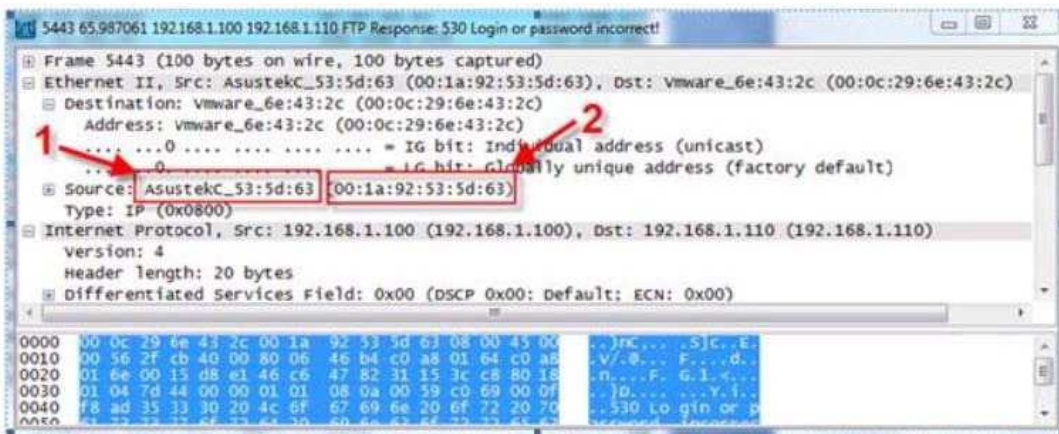 5443 65.987061 192.168.1.100 192.168.1.110 FTP Response: 530 Login or password incorrect!
Frame 5443 (100 bytes on wire, 100 bytes captured)
Ethernet II, Src: AsustekC_53:5d:63 (00:1a:92:53:5d:63), Dst: Vmware_6e:43:2c (00:0c:29:6e:43:2c)
Destination: Vmware_6e:43:2c (00:0c:29:6e:43:2c)
1
2
Address: Vmware_6e:43:2c (00:0c:29:6e:43:2c)
.... ...0 .... .... .... .... = IG bit: Individual address (unicast)
.... ..0. .... .... .... .... = LG bit: Globally unique address (factory default)
Source: AsustekC_53:5d:63 (00:1a:92:53:5d:63)
Type: IP (0x0800)
Internet Protocol, Src: 192.168.1.100 (192.168.1.100), Dst: 192.168.1.110 (192.168.1.110)
Version: 4
Header length: 20 bytes
Differentiated Services Field: 0x00 (DSCP 0x00: Default; ECN: 0x00)
0000 00 0c 29 6e 43 2c 00 1a 92 53 5d 63 08 00 45 00 ..)nC,.. .S]c..E.
0010 00 56 2f cb 40 00 80 06 46 b4 c0 a8 01 64 c0 a8 .V/.@... F....d..
0020 01 6e 00 15 d8 e1 46 c6 47 82 31 15 3c c8 80 18 .n....F. G.1.<...
0030 01 04 7d 44 00 00 01 01 08 0a 00 59 c0 69 00 0f ..}D.... ...Y.i..
0040 f8 ad 35 33 30 20 4c 6f 67 69 6e 20 6f 72 20 70 ..530 Lo gin or p
0050